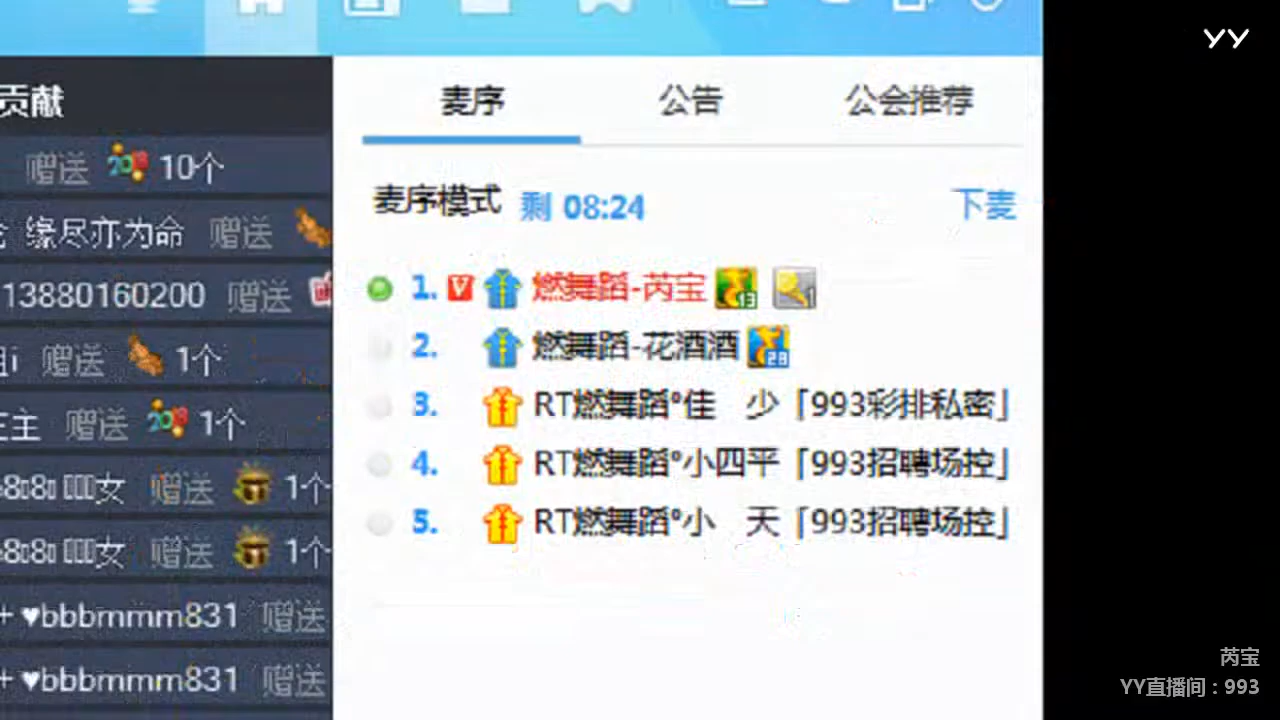 YY
贡献
赠送 10个
缘尽亦为命 赠送
13880160200 赠送
i 赠送 1个
主 赠送 1个
女 赠送 1个
女 赠送 1个
+ ♥bbbmmm831 赠送
+ ♥bbbmmm831 赠送
麦序 公告 公会推荐
麦序模式 剩 08:24 下麦
1. V 燃舞蹈-芮宝 13 1
2. 燃舞蹈-花酒酒 28
3. RT燃舞蹈°佳 少「993彩排私密」
4. RT燃舞蹈°小四平「993招聘场控」
5. RT燃舞蹈°小 天「993招聘场控」
芮宝
YY直播间：993